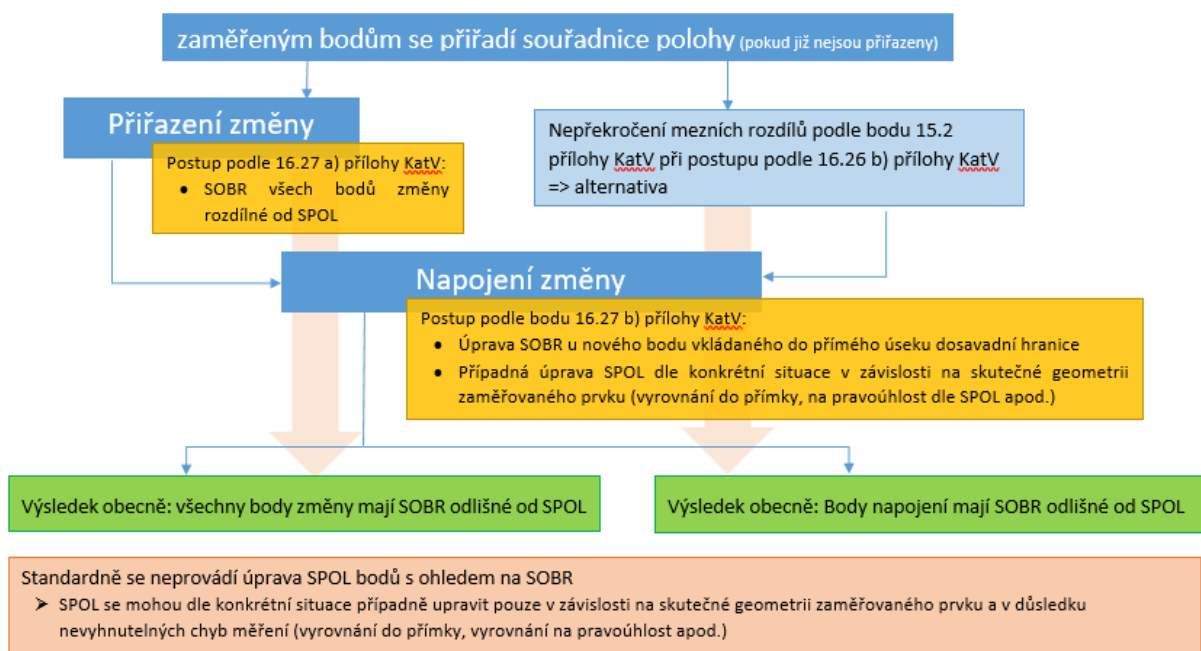 zaměřeným bodům se přiřadí souřadnice polohy (pokud již nejsou přiřazeny)
Přiřazení změny
Postup podle 16.27 a) přílohy KatV:
• SOBR všech bodů změny
rozdílné od SPOL
Nepřekročení mezních rozdílů podle bodu 15.2
přílohy KatV při postupu podle 16.26 b) přílohy KatV
=> alternativa
Napojení změny
Postup podle bodu 16.27 b) přílohy KatV:
• Úprava SOBR u nového bodu vkládaného do přímého úseku dosavadní hranice
• Případná úprava SPOL dle konkrétní situace v závislosti na skutečné geometrii
zaměřovaného prvku (vyrovnání do přímky, na pravoúhlost dle SPOL apod.)
Výsledek obecně: všechny body změny mají SOBR odlišné od SPOL
Výsledek obecně: Body napojení mají SOBR odlišné od SPOL
Standardně se neprovádí úprava SPOL bodů s ohledem na SOBR
➢ SPOL se mohou dle konkrétní situace případně upravit pouze v závislosti na skutečné geometrii zaměřovaného prvku a v důsledku
nevyhnutelných chyb měření (vyrovnání do přímky, vyrovnání na pravoúhlost apod.)